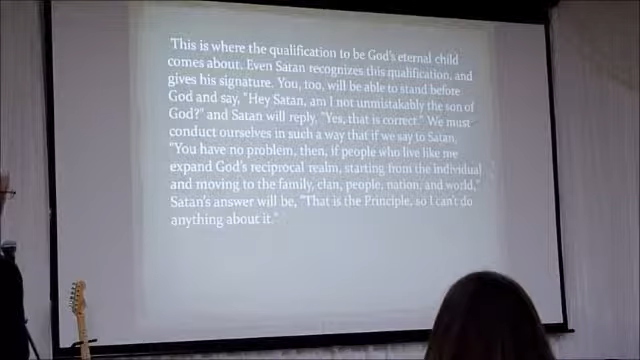 This is where the qualification to be God's eternal child
comes about. Even Satan recognizes this qualification, and
gives his signature. You, too, will be able to stand before
God and say, "Hey Satan, am I not unmistakably the son of
God?" and Satan will reply, "Yes, that is correct." We must
conduct ourselves in such a way that if we say to Satan,
"You have no problem, then, if people who live like me
expand God's reciprocal realm, starting from the individual
and moving to the family, clan, people, nation, and world,"
Satan's answer will be, "That is the Principle, so I can't do
anything about it."